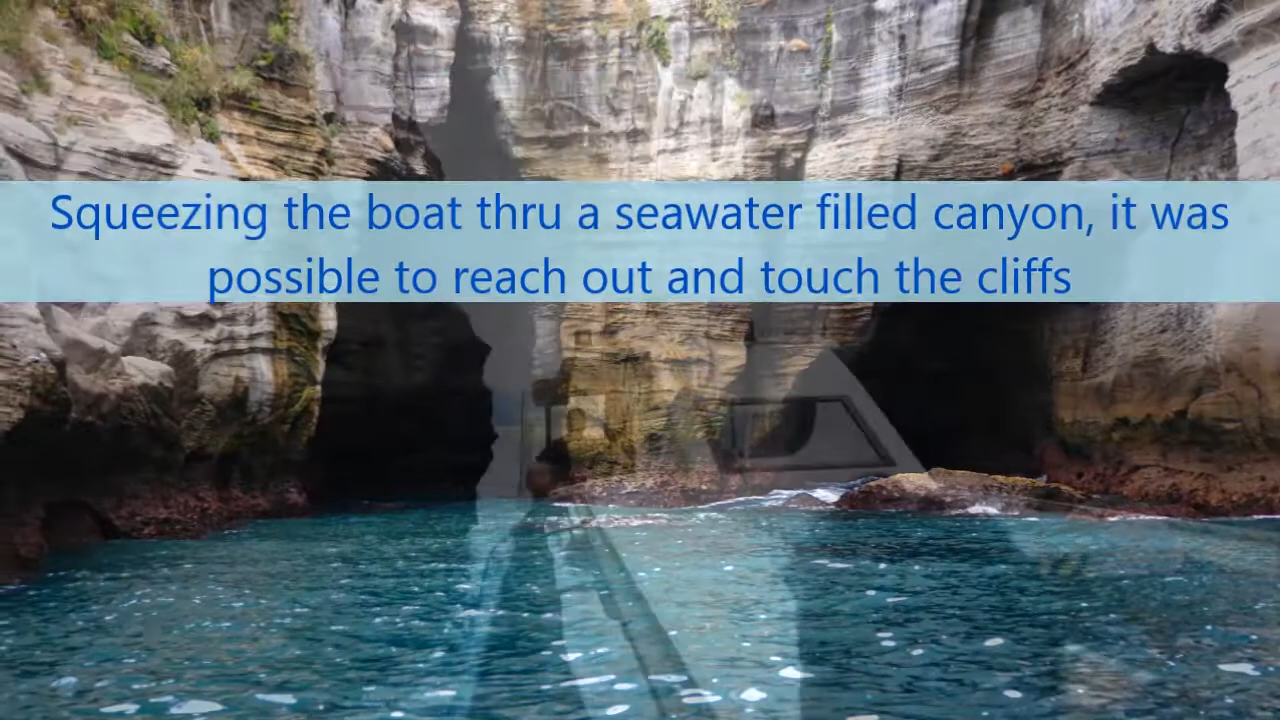 Squeezing the boat thru a seawater filled canyon, it was
possible to reach out and touch the cliffs